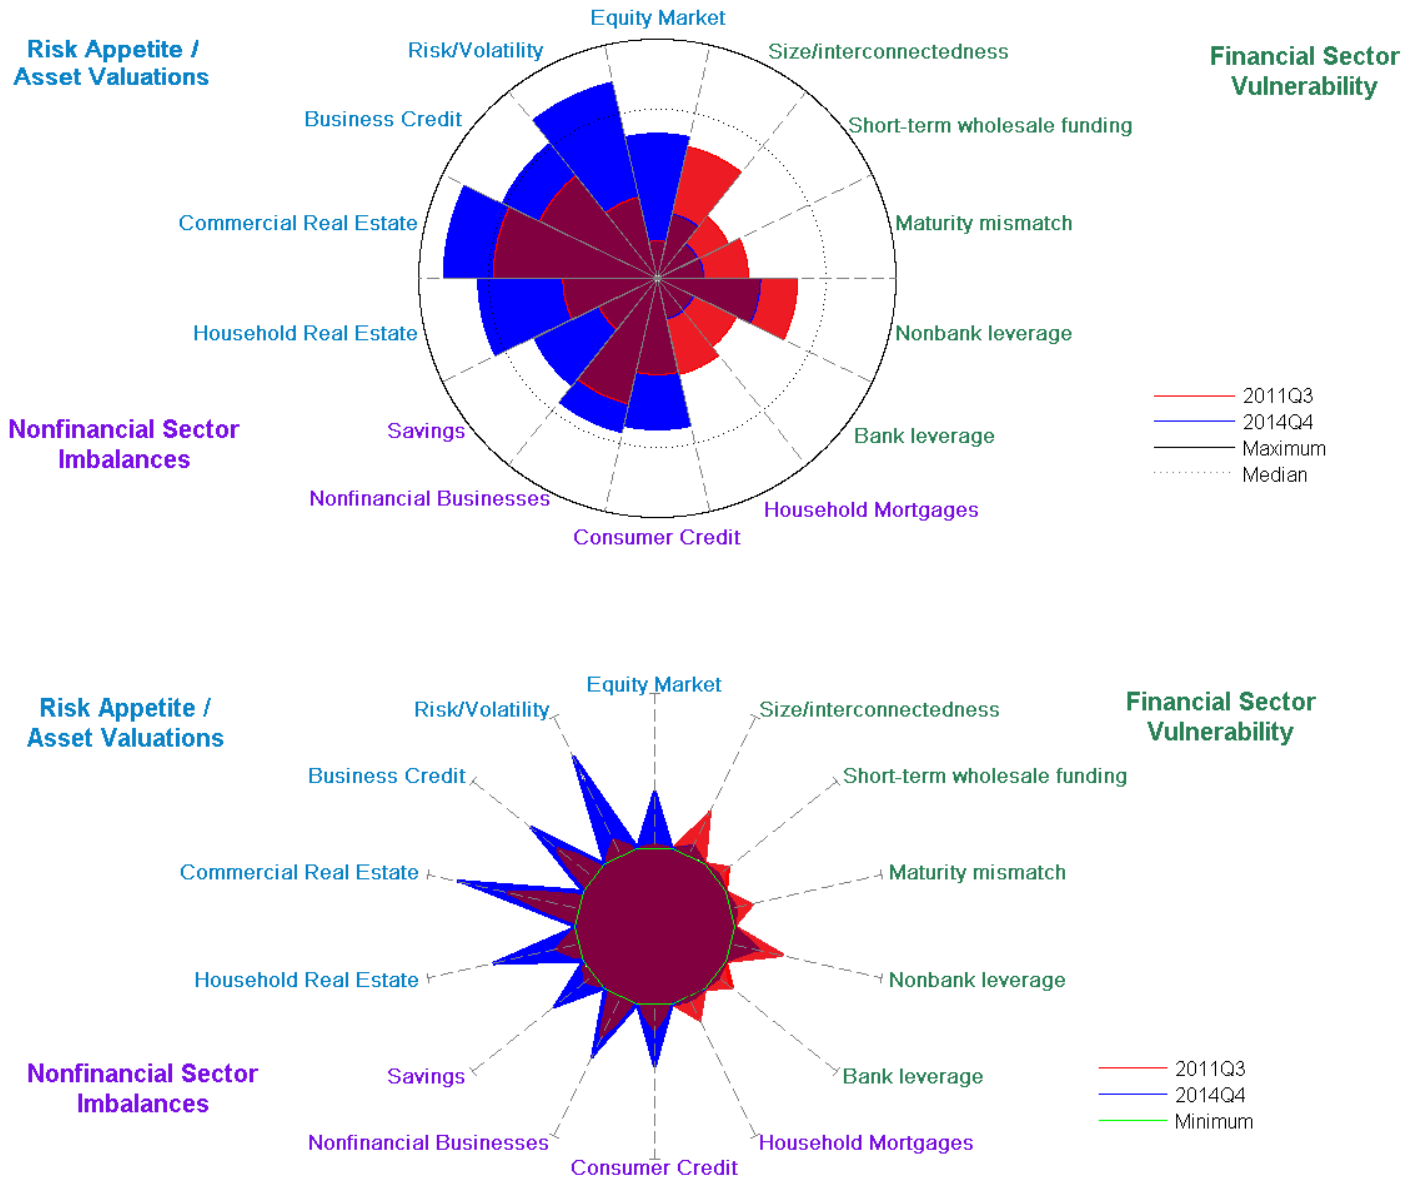 Equity Market
Risk Appetite /
Asset Valuations
Risk/Volatility
Size/interconnectedness
Financial Sector
Vulnerability
Business Credit
Short-term wholesale funding
Commercial Real Estate
Maturity mismatch
Household Real Estate
Nonbank leverage
2011Q3
2014Q4
Maximum
Median
Nonfinancial Sector
Imbalances
Savings
Bank leverage
Nonfinancial Businesses
Household Mortgages
Consumer Credit
Equity Market
Risk Appetite /
Asset Valuations
Risk/Volatility
Size/interconnectedness
Financial Sector
Vulnerability
Business Credit
Short-term wholesale funding
Commercial Real Estate
Maturity mismatch
Household Real Estate
Nonbank leverage
Nonfinancial Sector
Imbalances
Savings
Bank leverage
2011Q3
2014Q4
Minimum
Nonfinancial Businesses
Household Mortgages
Consumer Credit